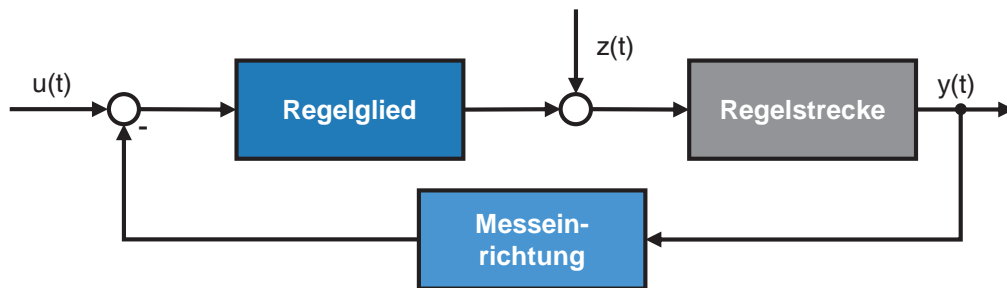 u(t)
-
Regelglied
z(t)
Regelstrecke
y(t)
Messein-
richtung